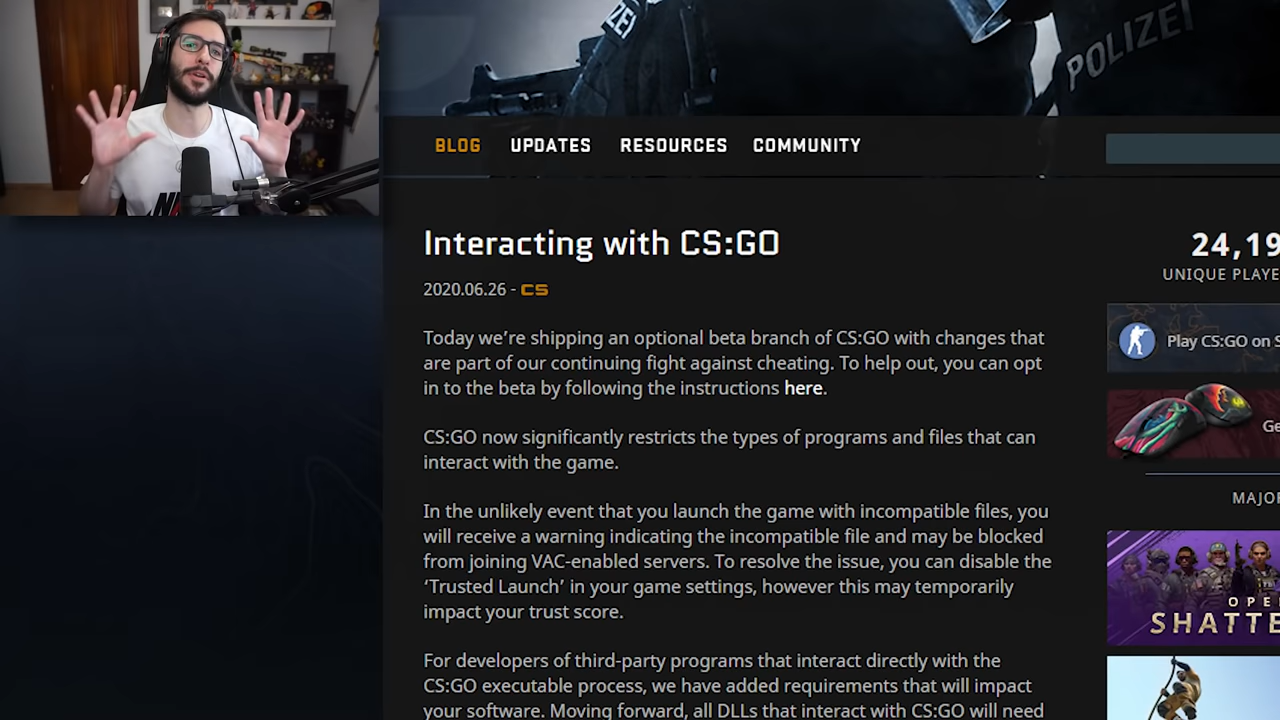 ZEI
POLIZEI
BLOG UPDATES RESOURCES COMMUNITY
Interacting with CS:GO
2020.06.26 - CS
Today we're shipping an optional beta branch of CS:GO with changes that
are part of our continuing fight against cheating. To help out, you can opt
in to the beta by following the instructions here.
CS:GO now significantly restricts the types of programs and files that can
interact with the game.
In the unlikely event that you launch the game with incompatible files, you
will receive a warning indicating the incompatible file and may be blocked
from joining VAC-enabled servers. To resolve the issue, you can disable the
‘Trusted Launch’ in your game settings, however this may temporarily
impact your trust score.
For developers of third-party programs that interact directly with the
CS:GO executable process, we have added requirements that will impact
your software. Moving forward, all DLLs that interact with CS:GO will need
24,19
UNIQUE PLAYE
Play CS:GO on S
Ge
MAJOR
OPE
SHATTE